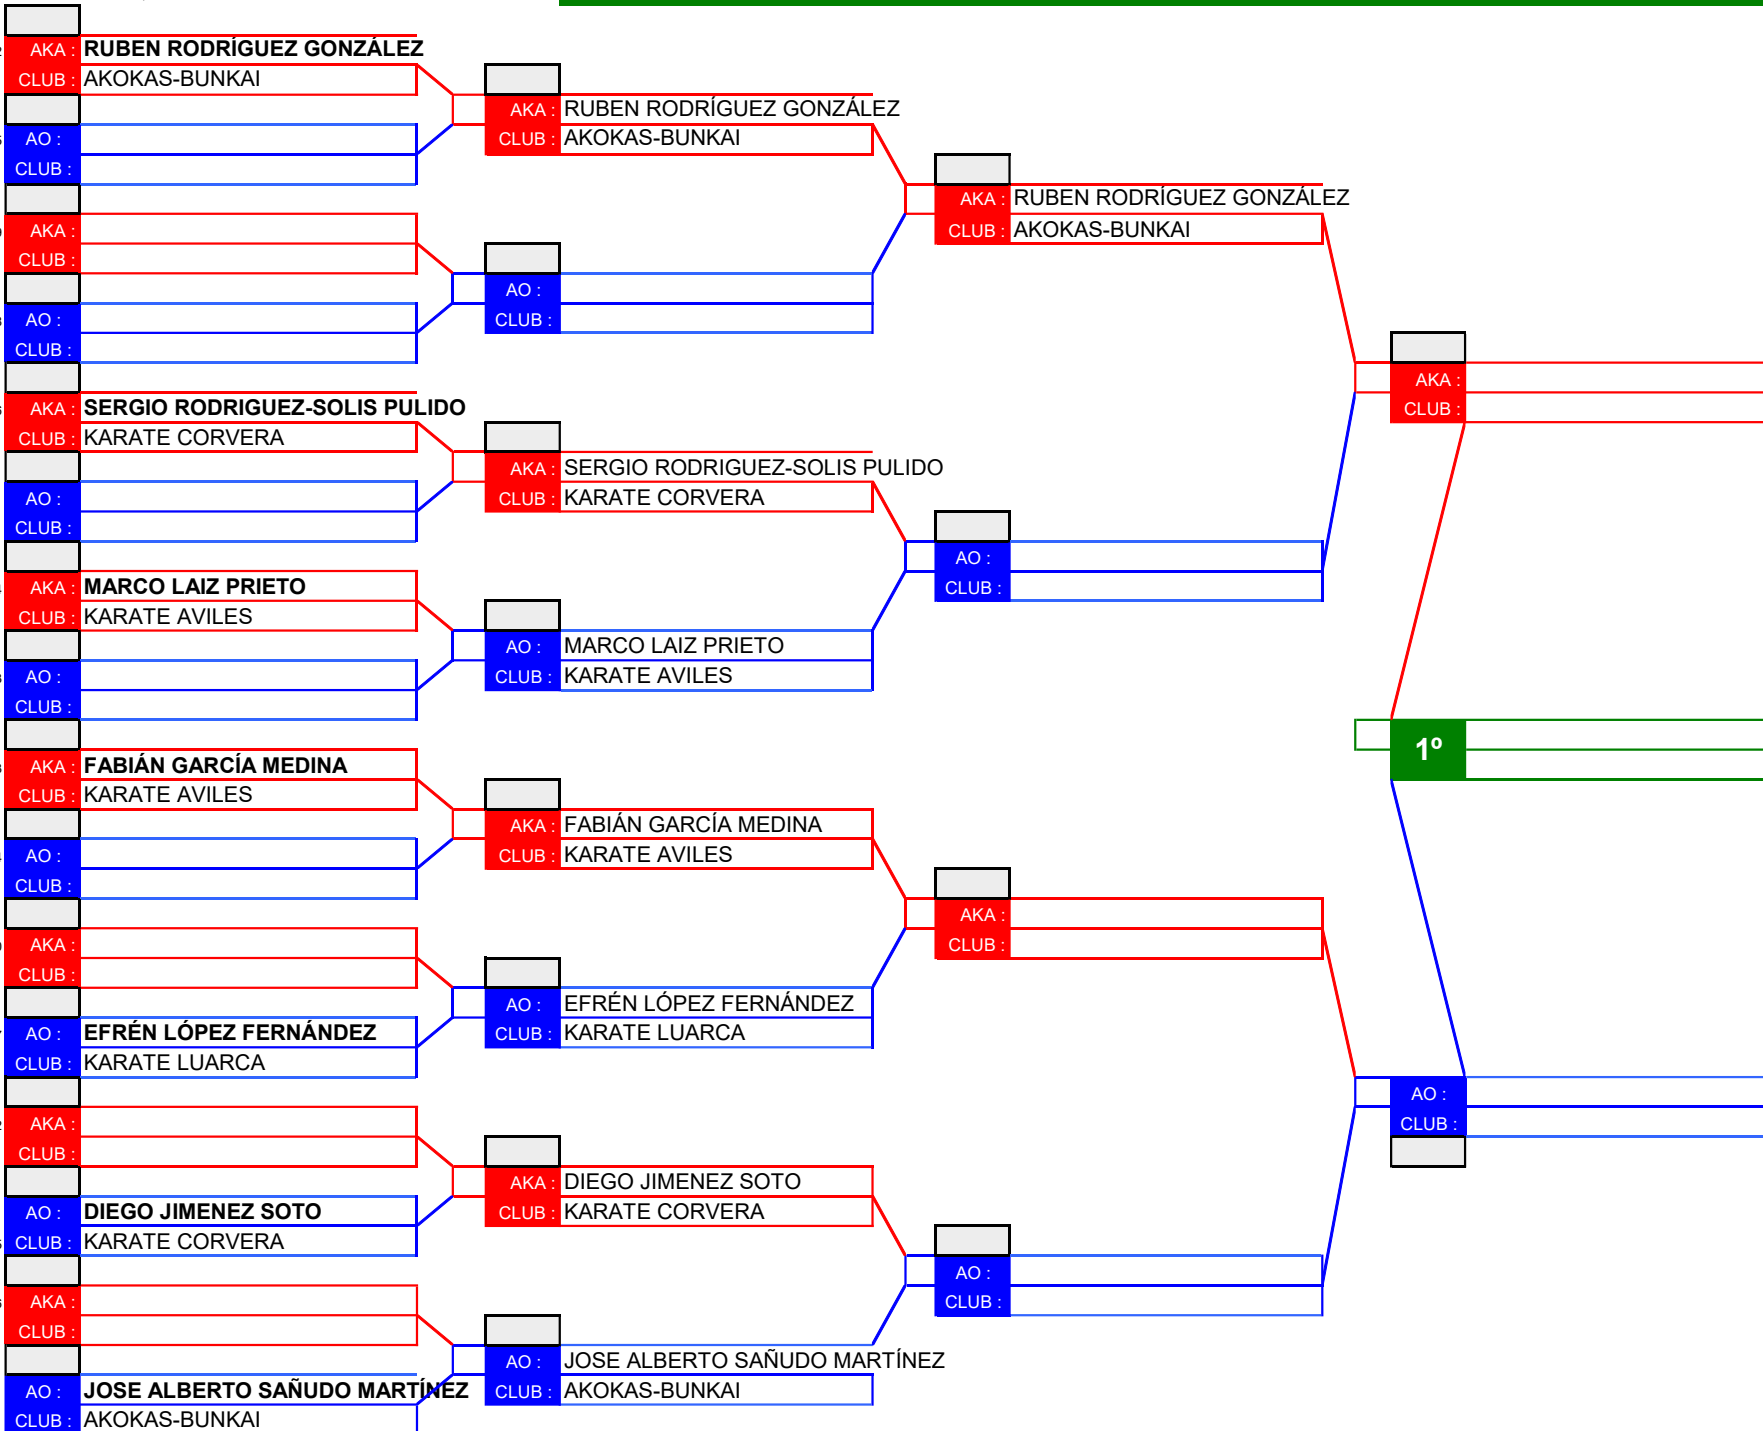 AKA : RUBEN RODRÍGUEZ GONZÁLEZ
CLUB : AKOKAS-BUNKAI
AO :
CLUB :
AKA :
CLUB :
AO :
CLUB :
AKA : SERGIO RODRIGUEZ-SOLIS PULIDO
CLUB : KARATE CORVERA
AO :
CLUB :
AKA : MARCO LAIZ PRIETO
CLUB : KARATE AVILES
AO :
CLUB :
AKA : FABIÁN GARCÍA MEDINA
CLUB : KARATE AVILES
AO :
CLUB :
AKA :
CLUB :
AO : EFRÉN LÓPEZ FERNÁNDEZ
CLUB : KARATE LUARCA
AKA :
CLUB :
AO : DIEGO JIMENEZ SOTO
CLUB : KARATE CORVERA
AKA :
CLUB :
AO : JOSE ALBERTO SAÑUDO MARTÍNEZ
CLUB : AKOKAS-BUNKAI
AKA : RUBEN RODRÍGUEZ GONZÁLEZ
CLUB : AKOKAS-BUNKAI
AO :
CLUB :
AKA : SERGIO RODRIGUEZ-SOLIS PULIDO
CLUB : KARATE CORVERA
AO : MARCO LAIZ PRIETO
CLUB : KARATE AVILES
AKA : FABIÁN GARCÍA MEDINA
CLUB : KARATE AVILES
AO : EFRÉN LÓPEZ FERNÁNDEZ
CLUB : KARATE LUARCA
AKA : DIEGO JIMENEZ SOTO
CLUB : KARATE CORVERA
AO : JOSE ALBERTO SAÑUDO MARTÍNEZ
CLUB : AKOKAS-BUNKAI
AKA : RUBEN RODRÍGUEZ GONZÁLEZ
CLUB : AKOKAS-BUNKAI
AO :
CLUB :
AKA :
CLUB :
AO :
CLUB :
AKA :
CLUB :
1º
AO :
CLUB :